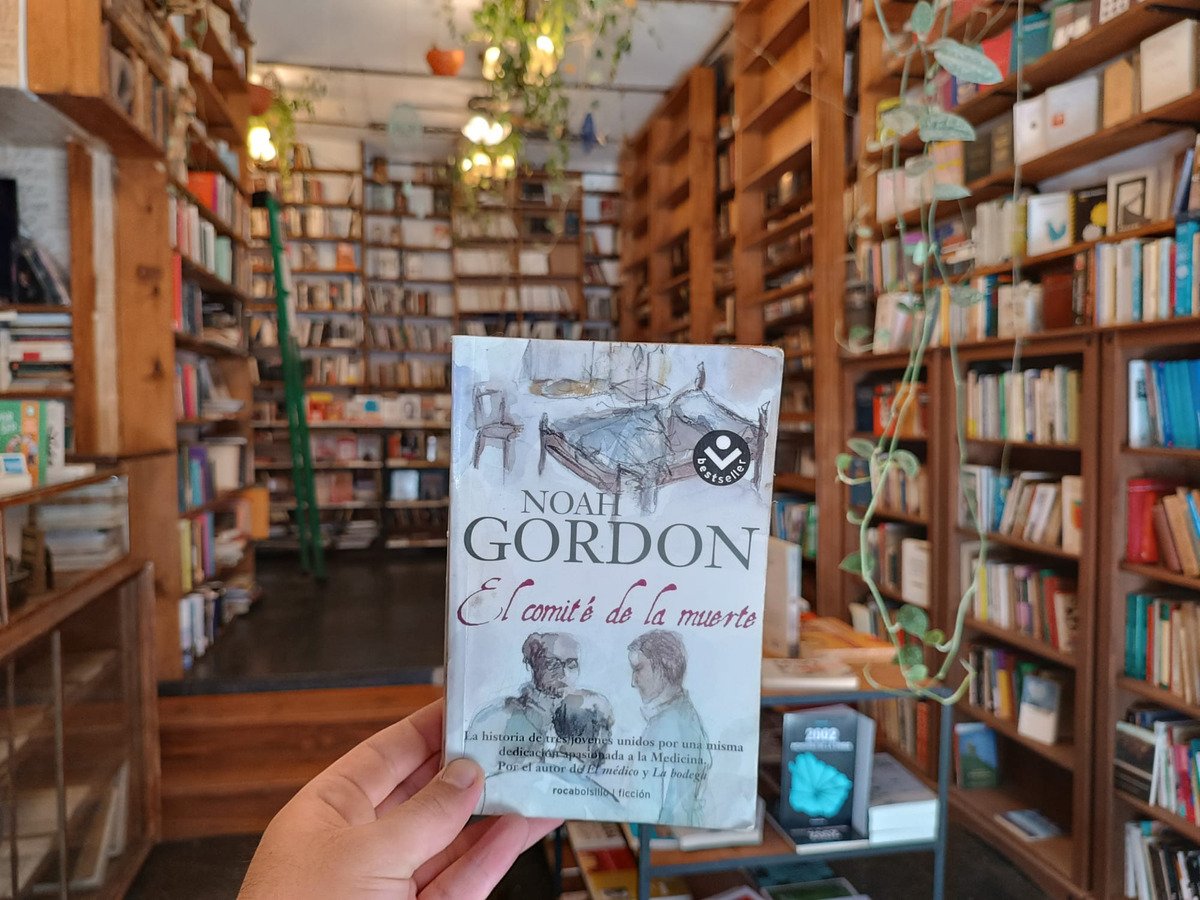 bestseller
NOAH
GORDON
El comité de la muerte
La historia de tres jóvenes unidos por una misma
dedicación apasionada a la Medicina.
Por el autor de El médico y La bodega
rocabolsillo | ficción
2002